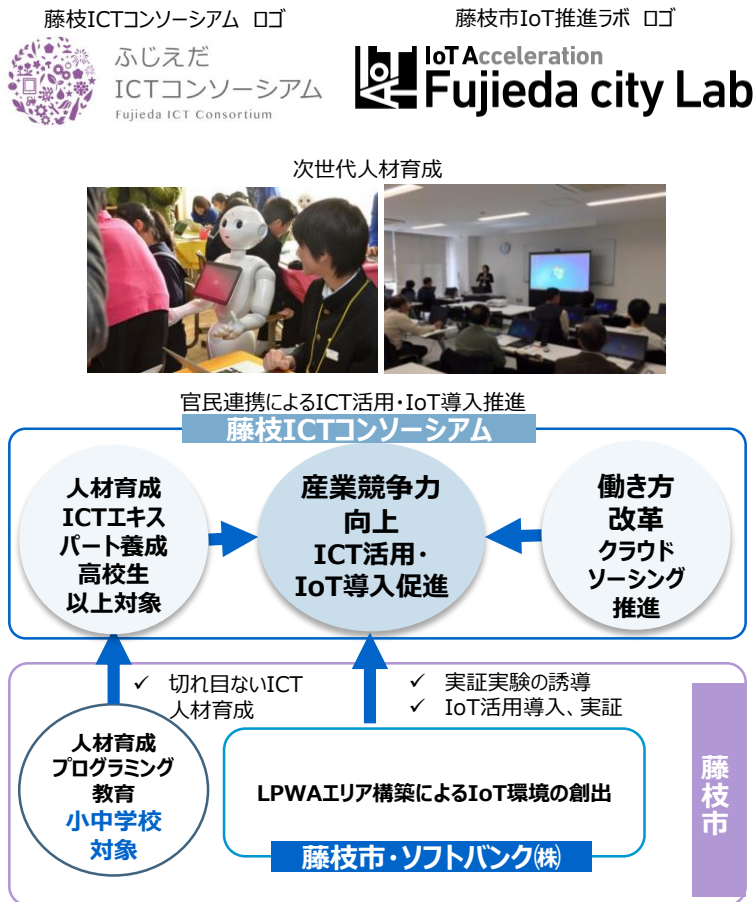 藤枝ICTコンソーシアム ロゴ
藤枝市IoT推進ラボ ロゴ
ふじえだ
ICTコンソーシアム
Fujieda ICT Consortium
IoT
IoT Acceleration
Fujieda city Lab
次世代人材育成
官民連携によるICT活用・IoT導入推進
藤枝ICTコンソーシアム
人材育成
ICTエキス
パート養成
高校生
以上対象
産業競争力
向上
ICT活用・
IoT導入促進
働き方
改革
クラウド
ソーシング
推進
✓ 切れ目ないICT
人材育成
✓ 実証実験の誘導
✓ IoT活用導入、実証
人材育成
プログラミング
教育
小中学校
対象
LPWAエリア構築によるIoT環境の創出
藤枝市・ソフトバンク㈱
藤枝市